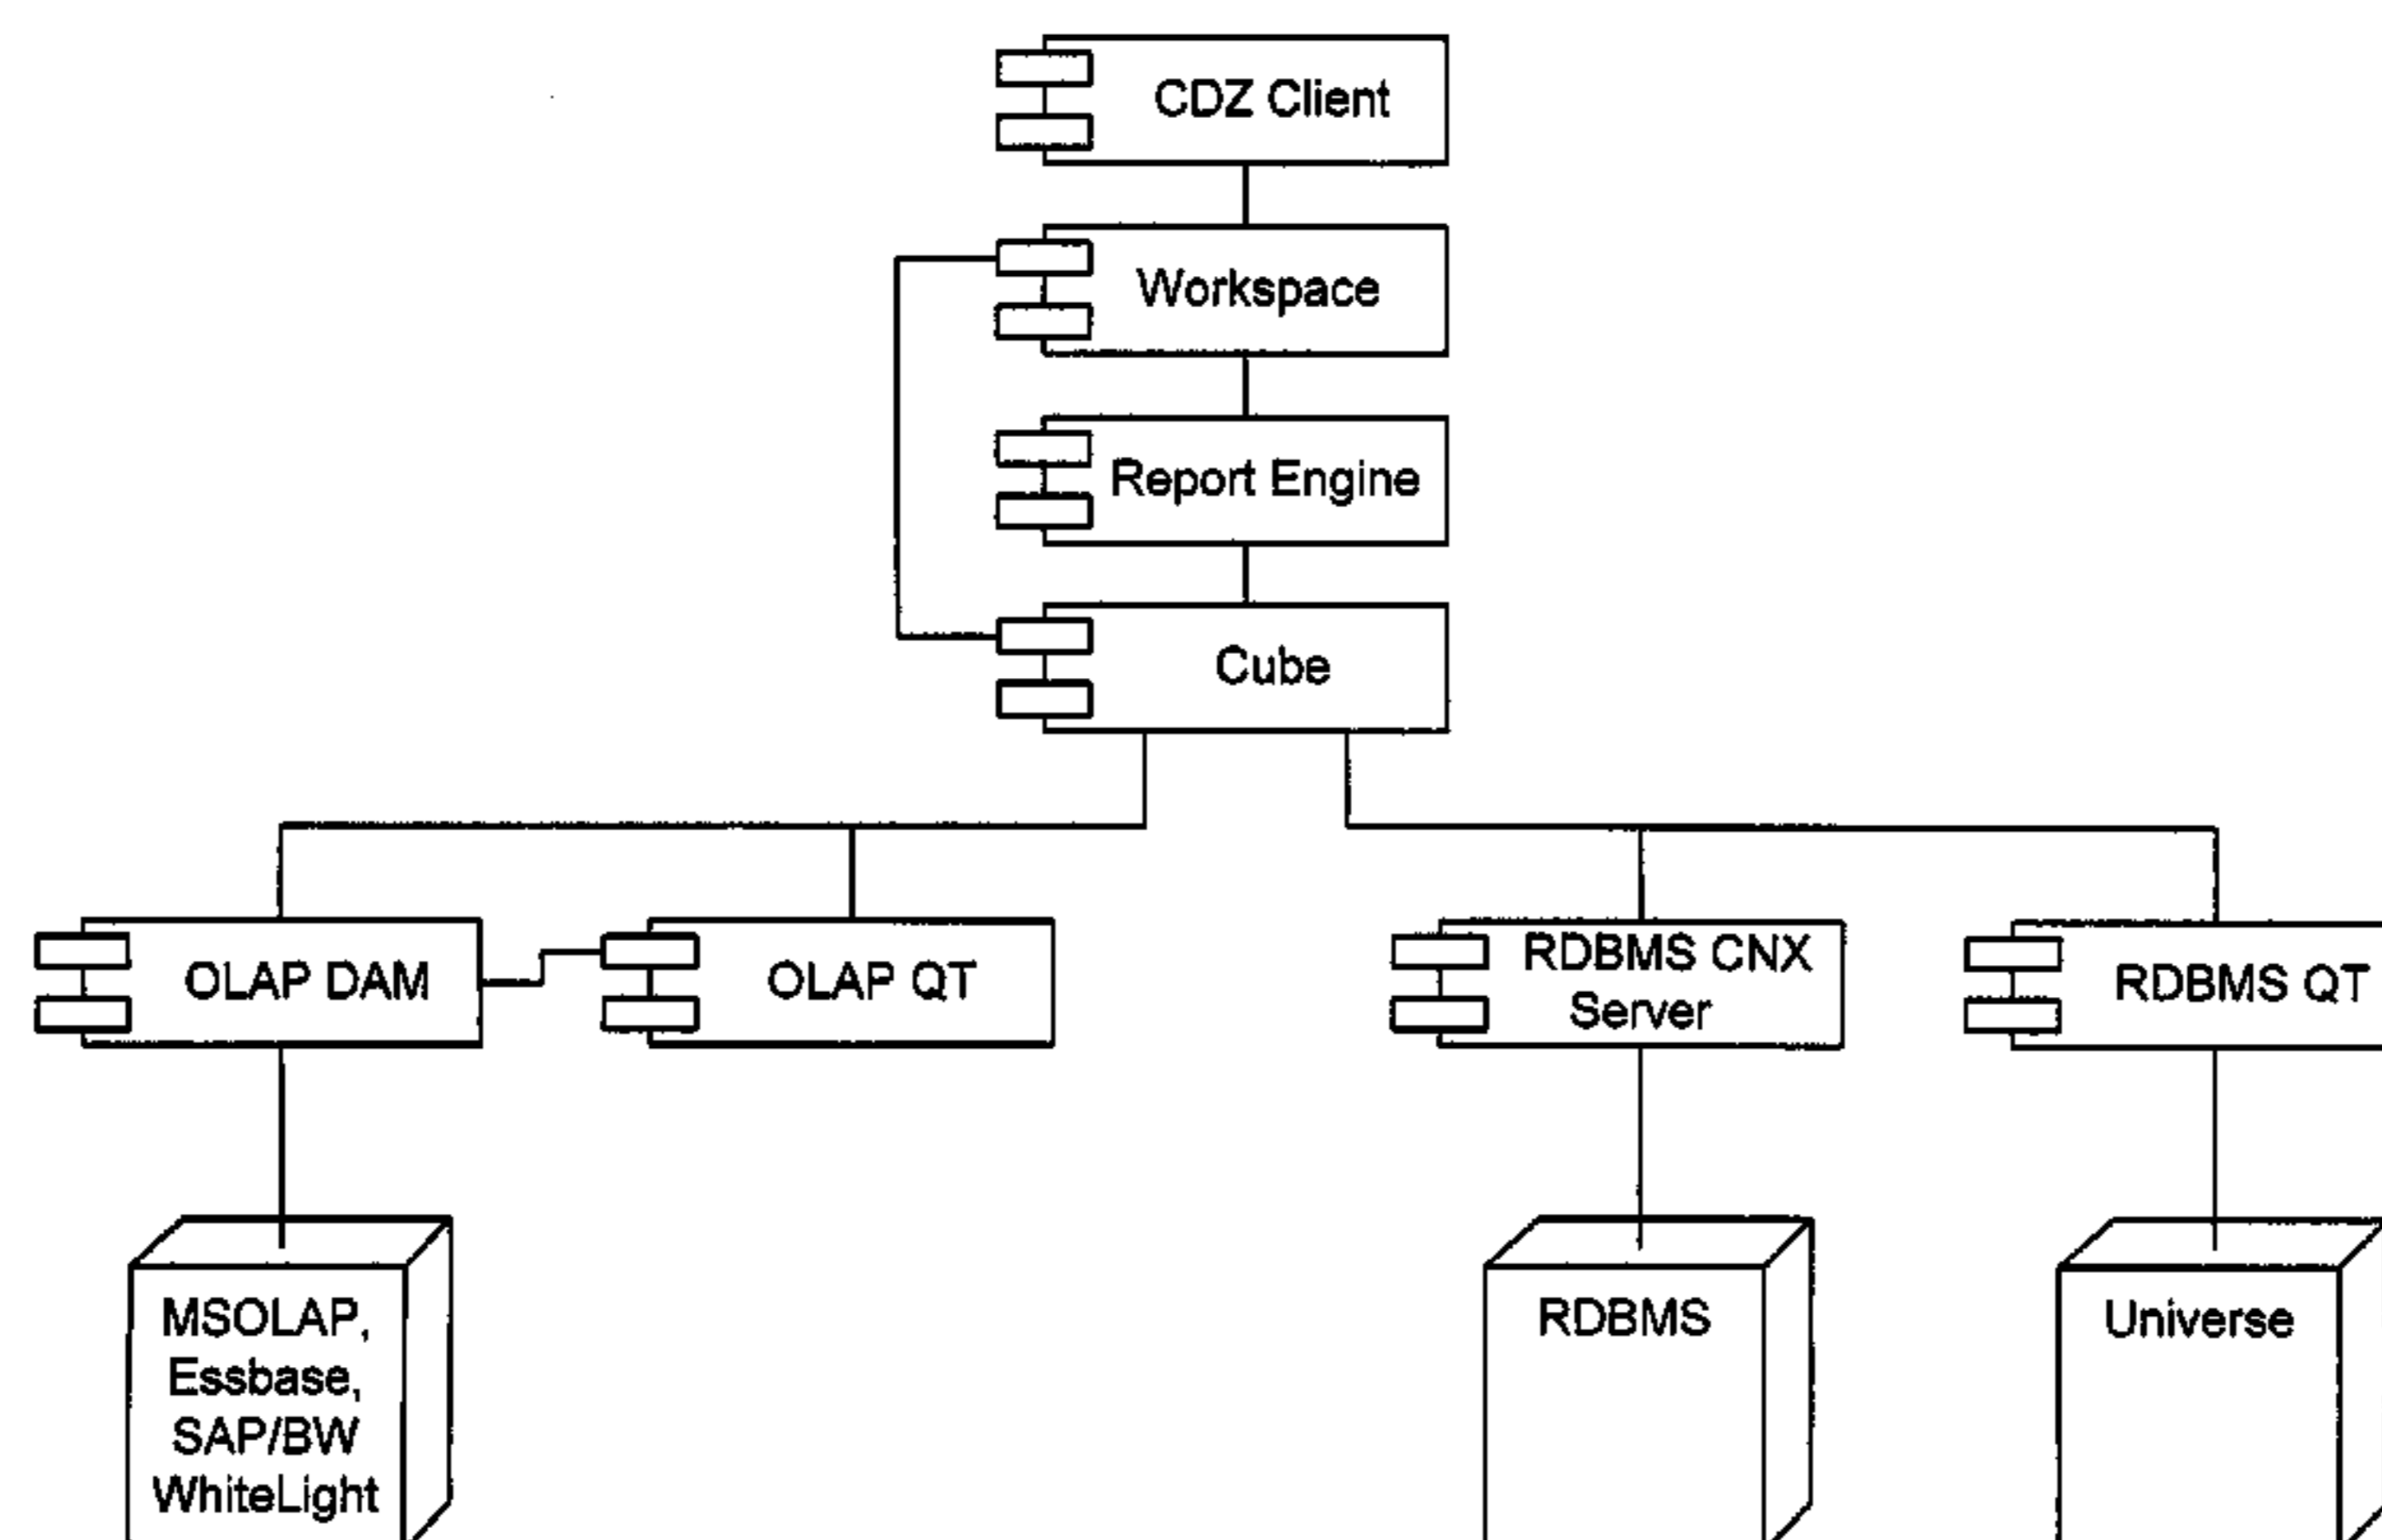 CDZ Client
Workspace
Report Engine
Cube
OLAP DAM
OLAP QT
RDBMS CNX
Server
RDBMS QT
MSOLAP,
Essbase,
SAP/BW
WhiteLight
RDBMS
Universe